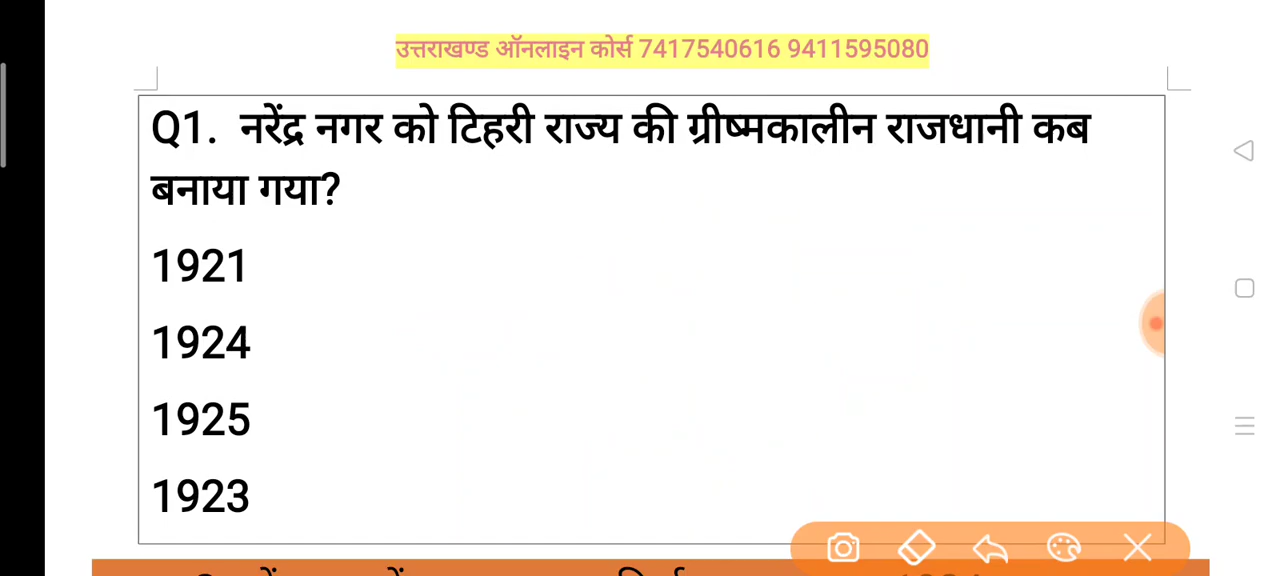 उत्तराखण्ड ऑनलाइन कोर्स 7417540616 9411595080
Q1. नरेंद्र नगर को टिहरी राज्य की ग्रीष्मकालीन राजधानी कब
बनाया गया?
1921
1924
1925
1923